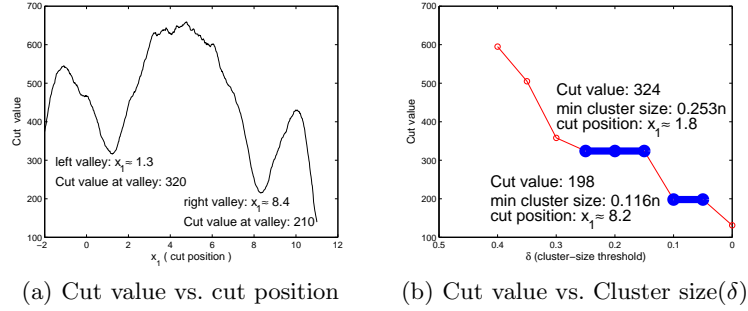 700
600
500
400
300
200
100
Cut value
left valley: x₁≈ 1.3
Cut value at valley: 320
right valley: x₁≈ 8.4
Cut value at valley: 210
−2 0 2 4 6 8 10 12
x₁ ( cut position)
(a) Cut value vs. cut position
700
600
500
400
300
200
100
Cut value
Cut value: 324
min cluster size: 0.253n
cut position: x₁≈ 1.8
Cut value: 198
min cluster size: 0.116n
cut position: x₁≈ 8.2
0.5 0.4 0.3 0.2 0.1 0
δ (cluster−size threshold)
(b) Cut value vs. Cluster size(δ)